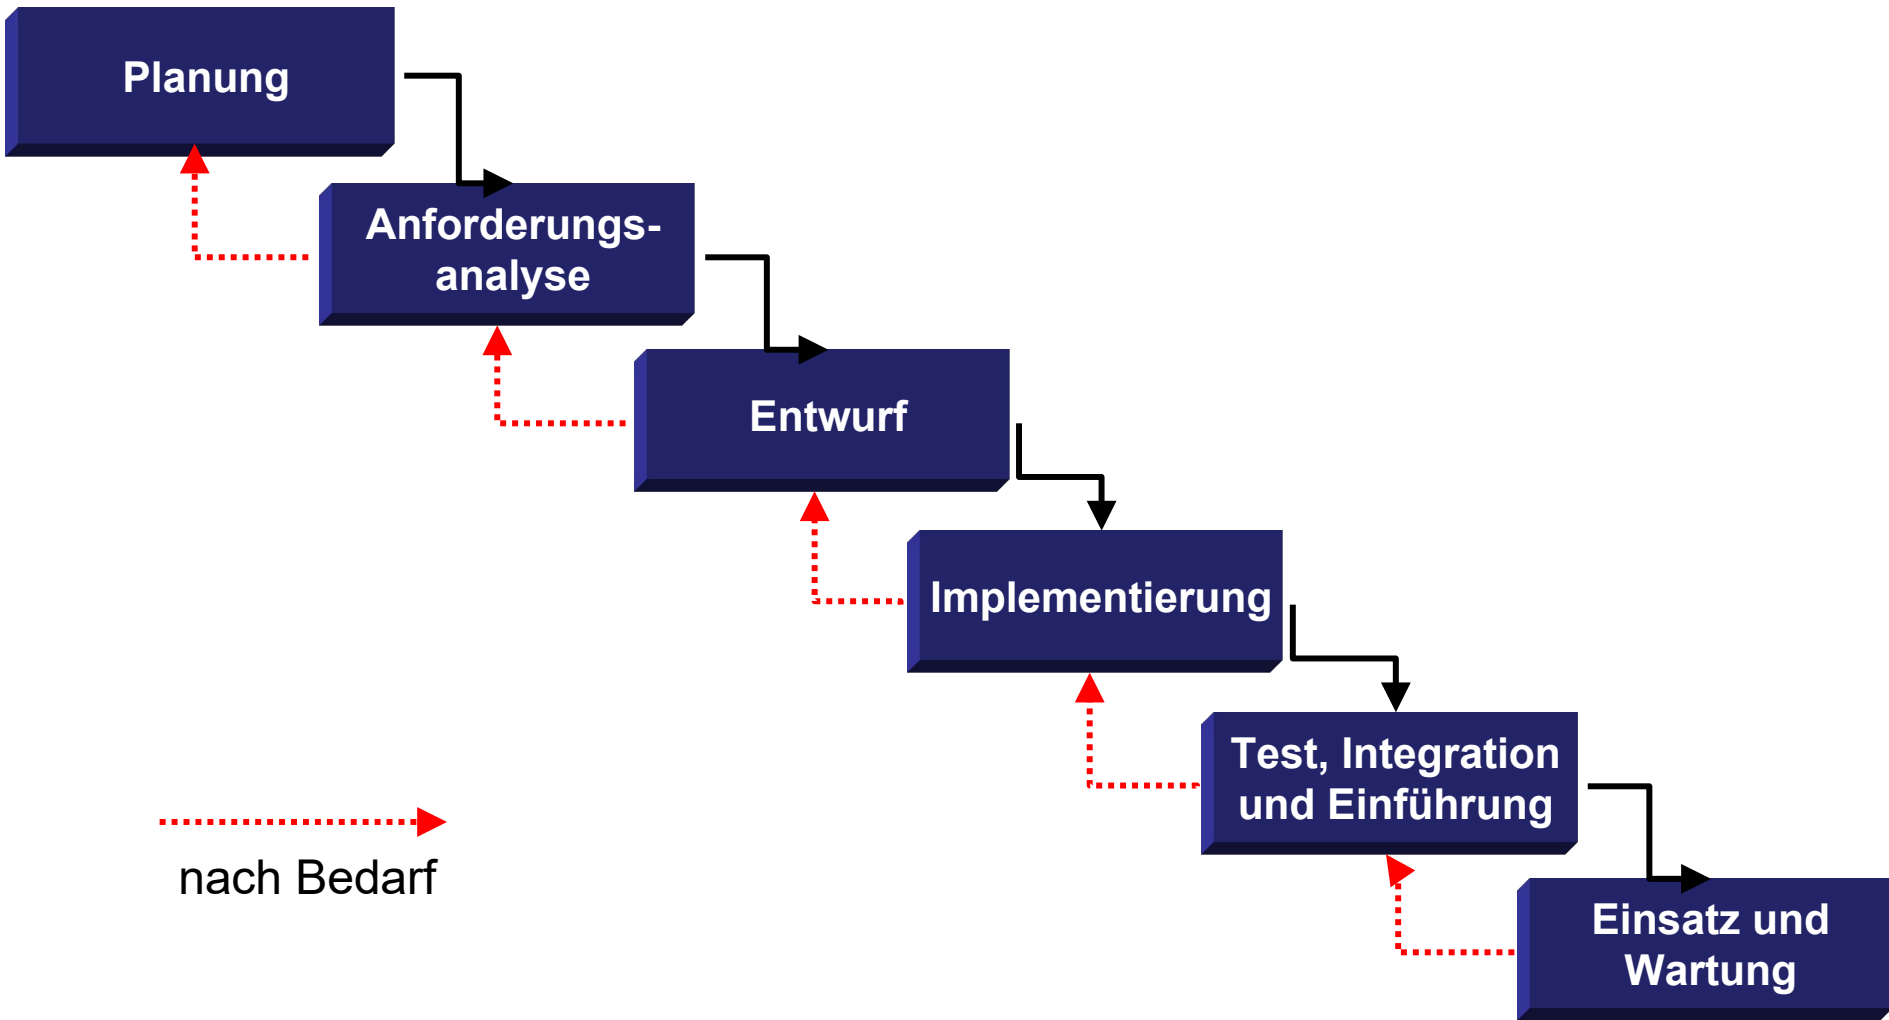 Planung
Anforderungs-
analyse
Entwurf
Implementierung
Test, Integration
und Einführung
nach Bedarf
Einsatz und
Wartung